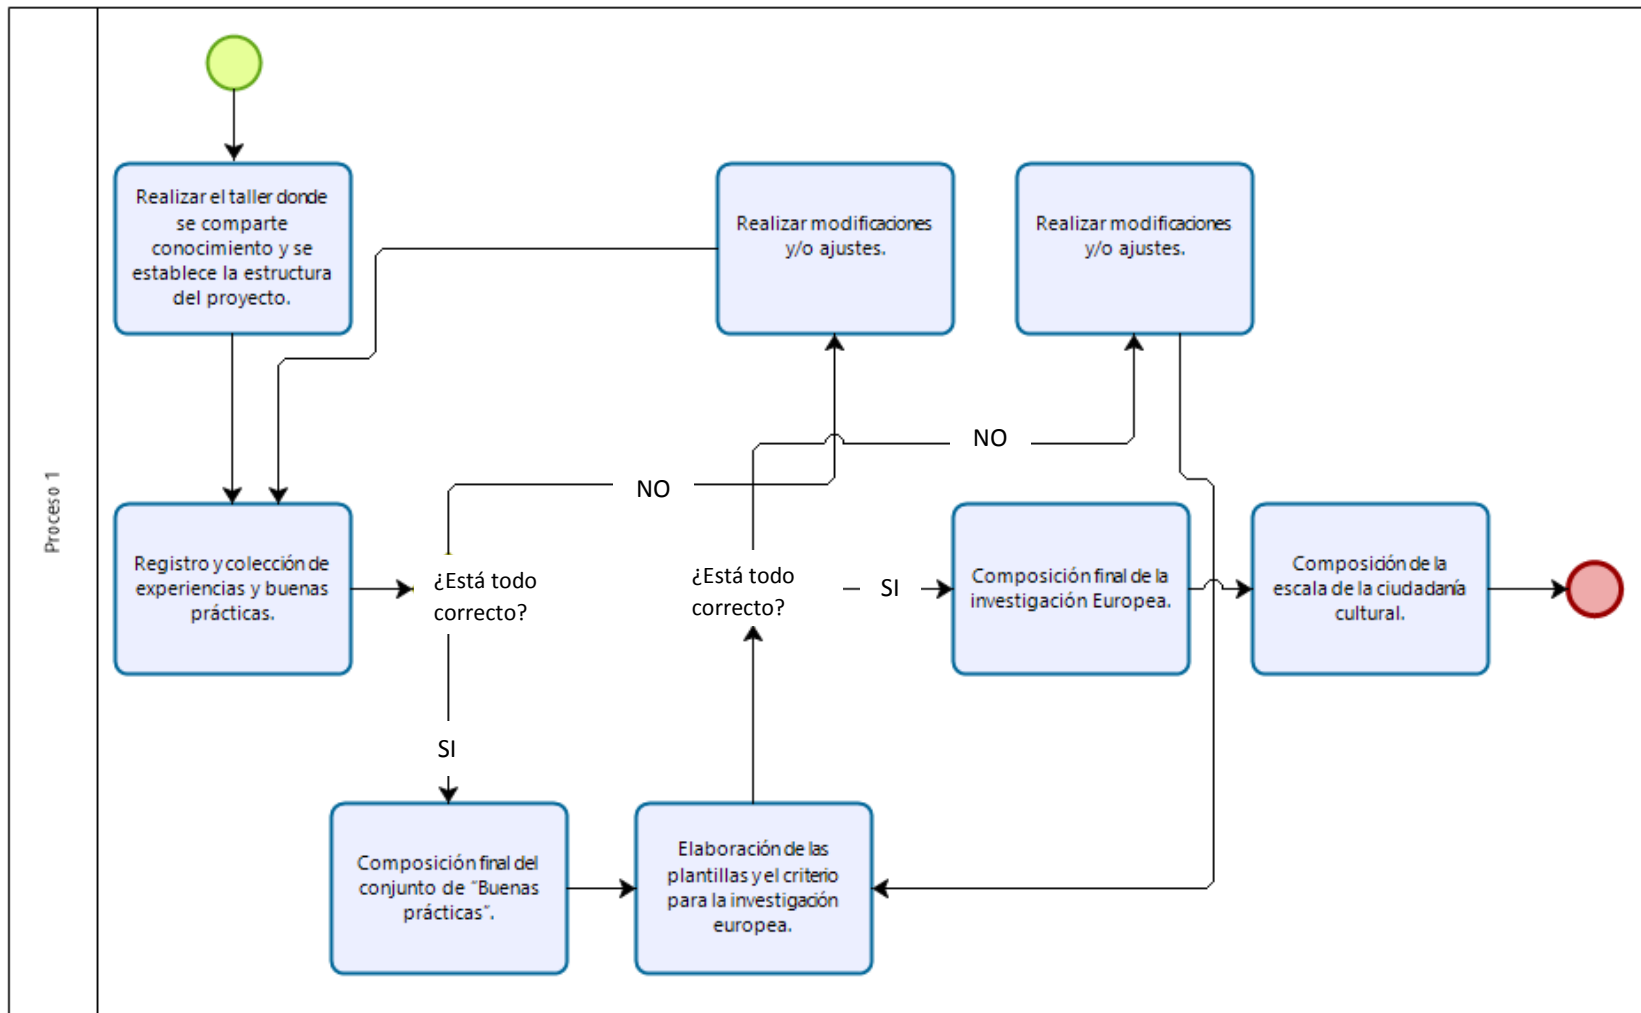 Proceso 1
Realizar el taller donde
se comparte
conocimiento y se
establece la estructura
del proyecto.
Realizar modificaciones
y/o ajustes.
Realizar modificaciones
y/o ajustes.
NO
NO
Registro y colección de
experiencias y buenas
prácticas.
¿Está todo
correcto?
¿Está todo
correcto?
SI
Composición final de la
investigación Europea.
Composición de la
escala de la ciudadanía
cultural.
SI
Composición final del
conjunto de “Buenas
prácticas”.
Elaboración de las
plantillas y el criterio
para la investigación
europea.